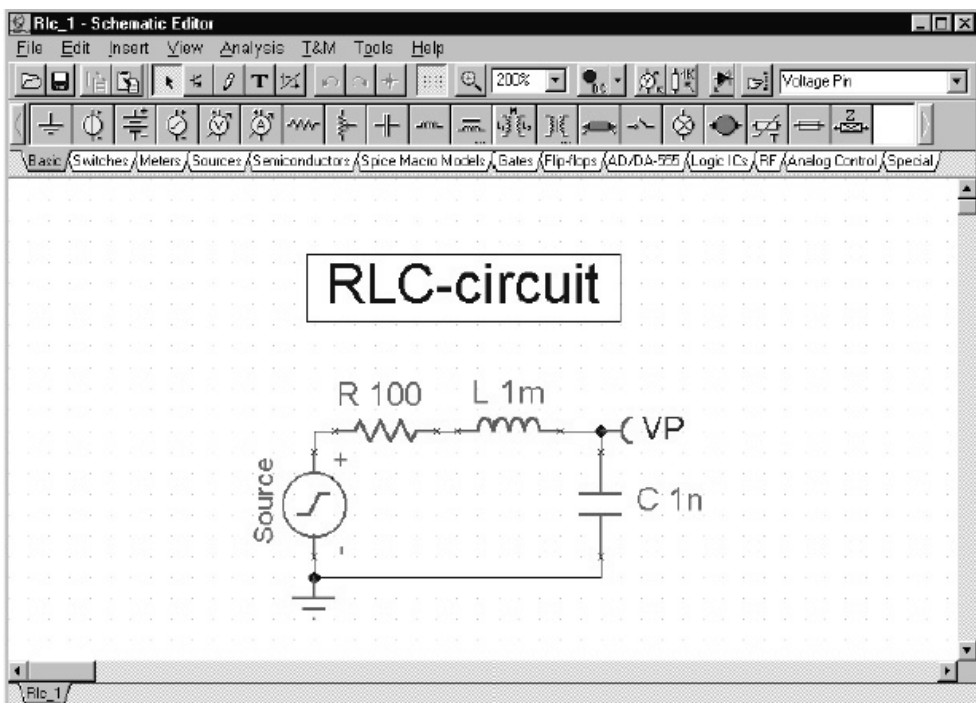 Rlc_1 - Schematic Editor
File Edit Insert View Analysis T&M Tools Help
T 200% Voltage Pin
Basic Switches Meters Sources Semiconductors Spice Macro Models Gates Flip-flops AD/DA-555 Logic ICs RF Analog Control Special
RLC-circuit
R 100 L 1m
VP
+
Source
C 1n
-
Rlc_1